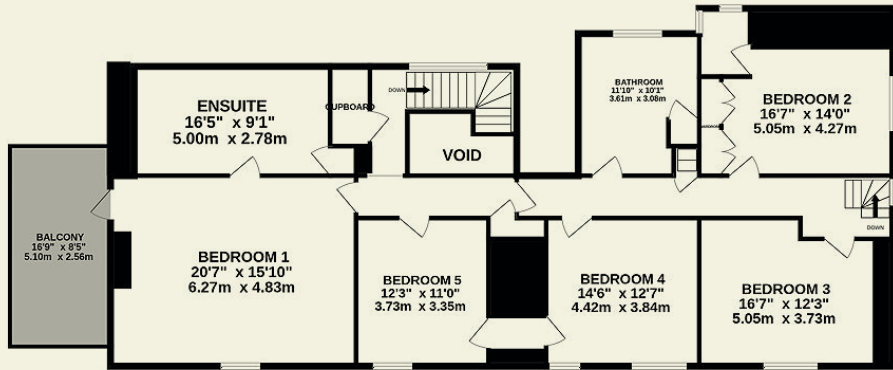 ENSUITE
16'5" x 9'1"
5.00m x 2.78m
CUPBOARD
DOWN
VOID
BATHROOM
11'10" x 10'1"
3.61m x 3.08m
BEDROOM 2
16'7" x 14'0"
5.05m x 4.27m
BALCONY
16'9" x 8'5"
5.10m x 2.56m
BEDROOM 1
20'7" x 15'10"
6.27m x 4.83m
BEDROOM 5
12'3" x 11'0"
3.73m x 3.35m
BEDROOM 4
14'6" x 12'7"
4.42m x 3.84m
BEDROOM 3
16'7" x 12'3"
5.05m x 3.73m
DOWN